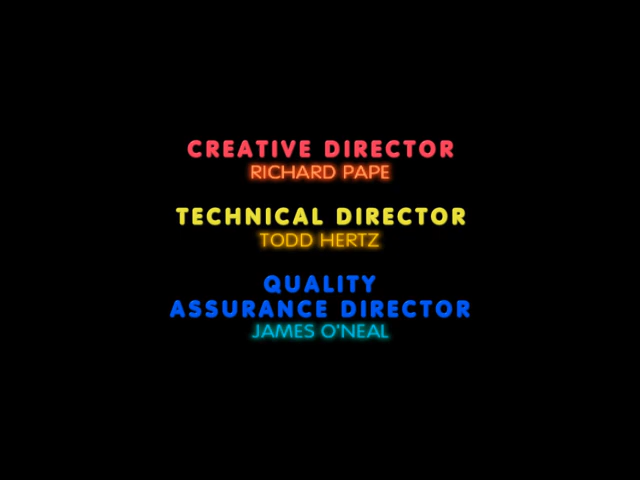 CREATIVE DIRECTOR
RICHARD PAPE
TECHNICAL DIRECTOR
TODD HERTZ
QUALITY
ASSURANCE DIRECTOR
JAMES O'NEAL